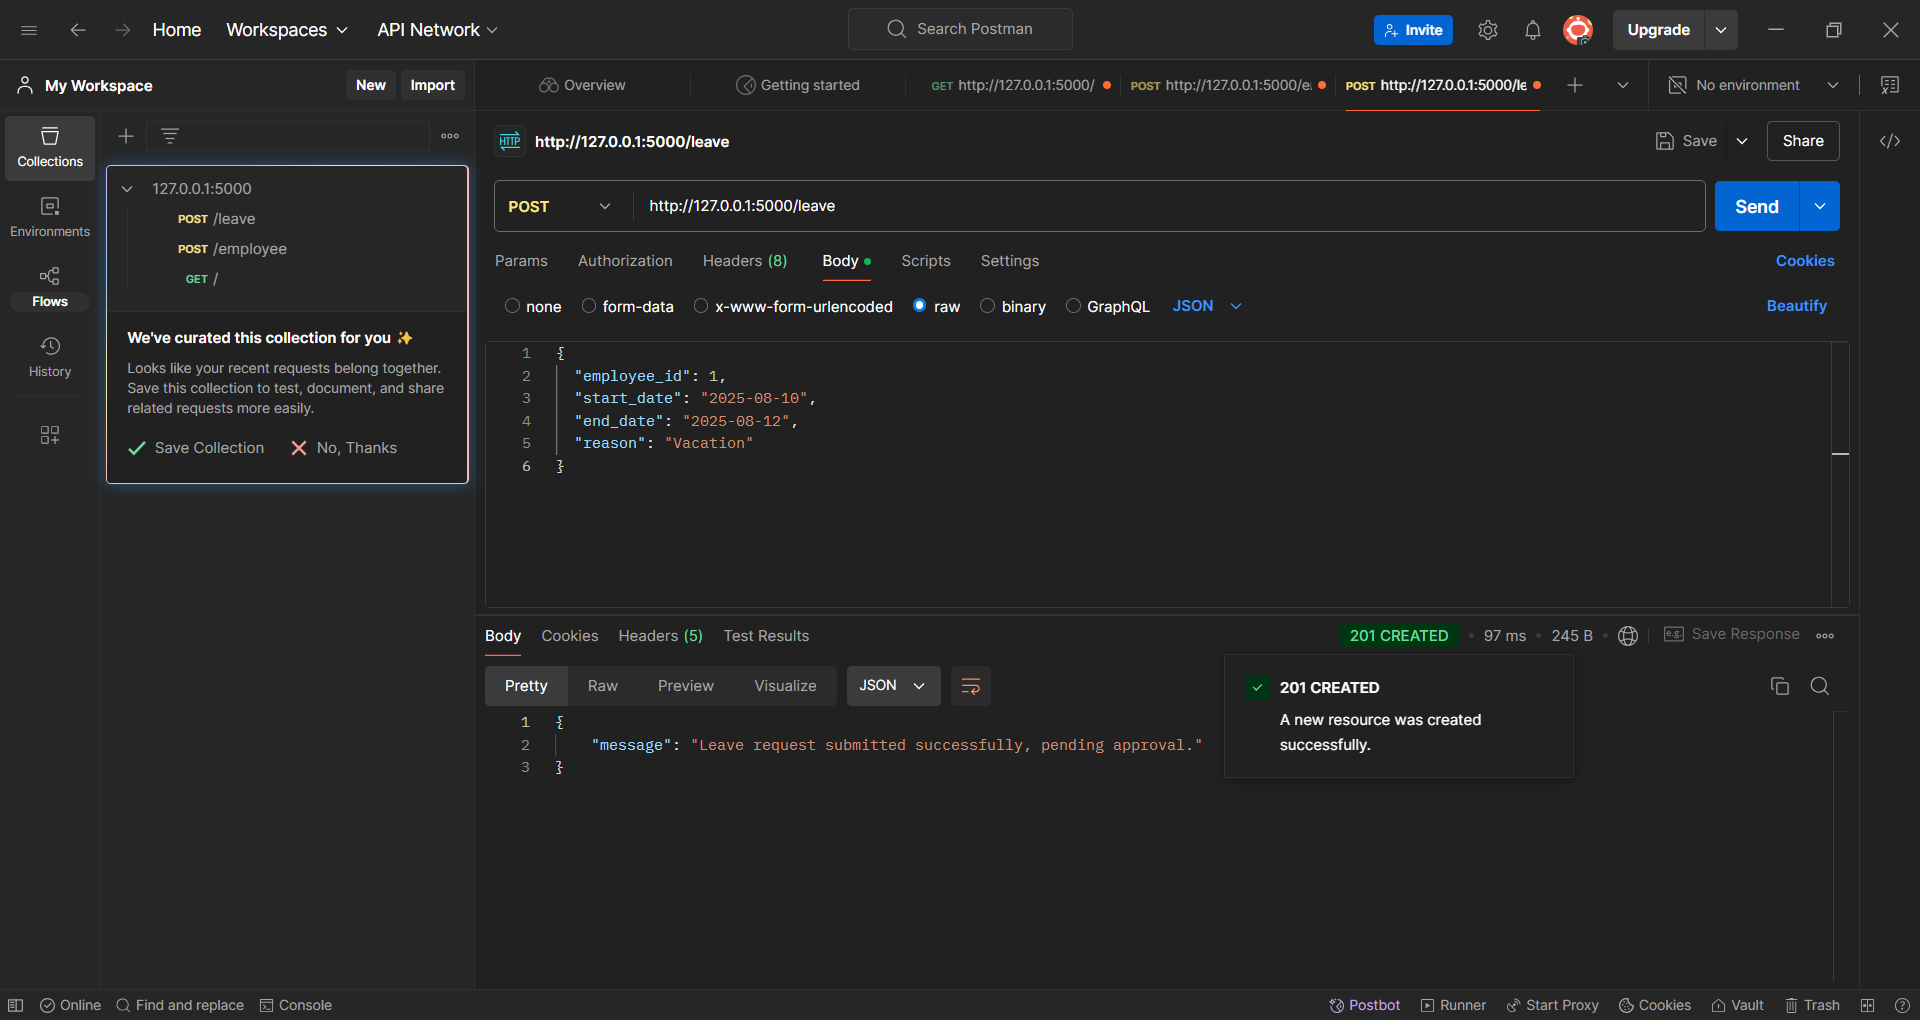 Home Workspaces API Network Search Postman Invite Upgrade
My Workspace New Import Overview Getting started GET http://127.0.0.1:5000/ POST http://127.0.0.1:5000/e POST http://127.0.0.1:5000/le No environment
Collections
Environments
Flows
History
127.0.0.1:5000
POST /leave
POST /employee
GET /
We've curated this collection for you ✨
Looks like your recent requests belong together.
Save this collection to test, document, and share
related requests more easily.
Save Collection No, Thanks
HTTP http://127.0.0.1:5000/leave Save Share
POST http://127.0.0.1:5000/leave Send
Params Authorization Headers (8) Body Scripts Settings Cookies
none form-data x-www-form-urlencoded raw binary GraphQL JSON Beautify
1 {
2 "employee_id": 1,
3 "start_date": "2025-08-10",
4 "end_date": "2025-08-12",
5 "reason": "Vacation"
6 }
Body Cookies Headers (5) Test Results 201 CREATED 97 ms 245 B e.g. Save Response
Pretty Raw Preview Visualize JSON
1 {
2 "message": "Leave request submitted successfully, pending approval."
3 }
201 CREATED
A new resource was created
successfully.
Online Find and replace Console Postbot Runner Start Proxy Cookies Vault Trash